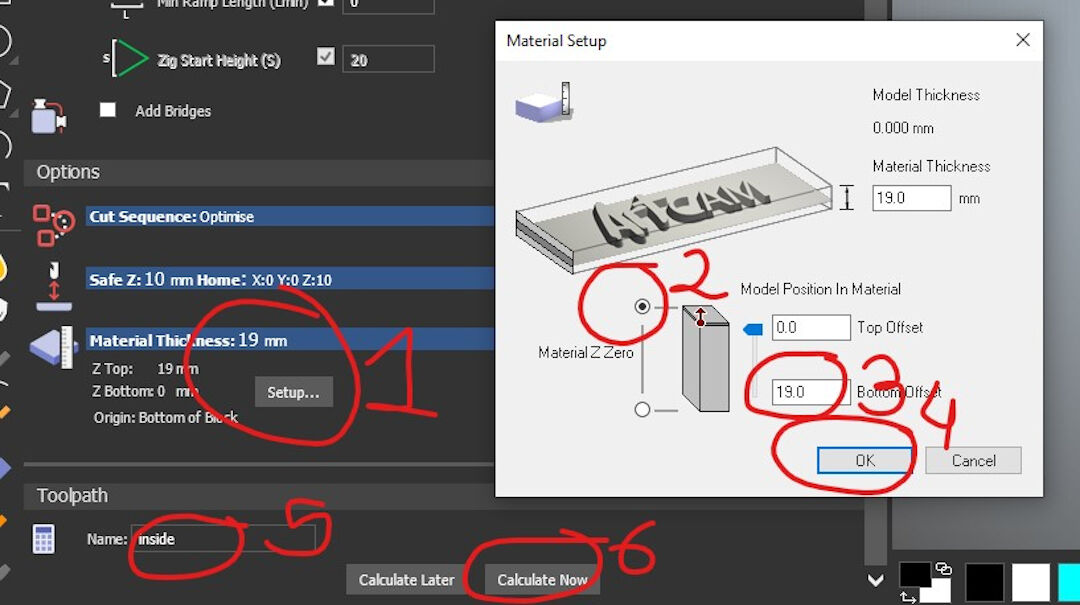 Min Ramp Length (Lmin) 0
L
S Zig Start Height (S) 20
Add Bridges
Options
Cut Sequence: Optimise
Safe Z: 10 mm Home: X:0 Y:0 Z:10
Material Thickness: 19 mm
Z Top: 19 mm
Z Bottom: 0 mm
Setup...
Origin: Bottom of Block
1
Toolpath
Name: inside
5
Calculate Later
Calculate Now
6
Material Setup
Model Thickness
0.000 mm
Material Thickness
19.0 mm
ArTCAM
2
Model Position In Material
0.0 Top Offset
Material Z Zero
19.0 Bottom Offset
3
4
OK
Cancel